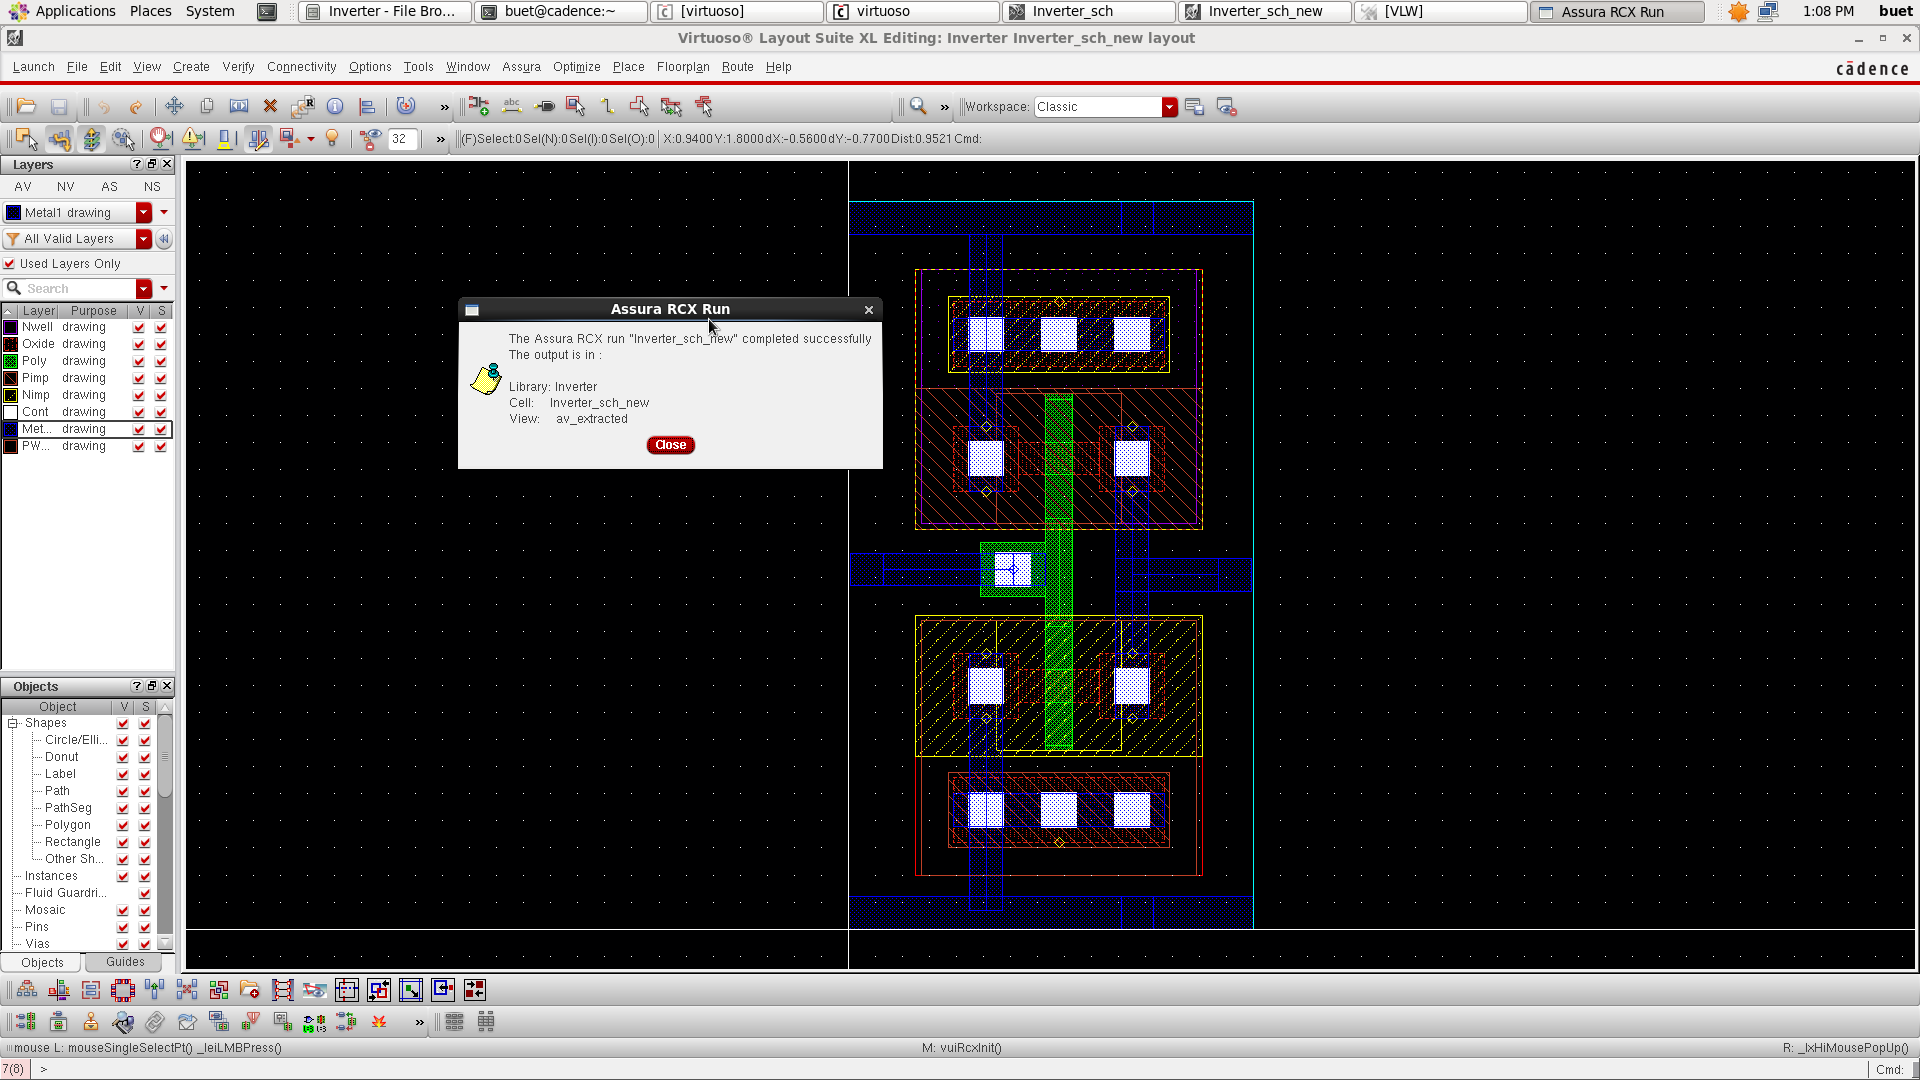 Applications Places System Inverter - File Bro... buet@cadence:~ [virtuoso] virtuoso Inverter_sch Inverter_sch_new [VLW] Assura RCX Run 1:08 PM buet
Virtuoso® Layout Suite XL Editing: Inverter Inverter_sch_new layout
Launch File Edit View Create Verify Connectivity Options Tools Window Assura Optimize Place Floorplan Route Help cādence
abc » » Workspace: Classic
32 » (F)Select:0 Sel(N):0 Sel(I):0 Sel(O):0 X:0.9400 Y:1.8000 dX:-0.5600 dY:-0.7700 Dist:0.9521 Cmd:
Layers
AV NV AS NS
Metal1 drawing
All Valid Layers
Used Layers Only
Search
Layer Purpose V S
Nwell drawing
Oxide drawing
Poly drawing
Pimp drawing
Nimp drawing
Cont drawing
Met... drawing
PW... drawing
Assura RCX Run
The Assura RCX run "Inverter_sch_new" completed successfully
The output is in :
Library: Inverter
Cell: Inverter_sch_new
View: av_extracted
Close
Objects
Object V S
Shapes
Circle/Elli...
Donut
Label
Path
PathSeg
Polygon
Rectangle
Other Sh...
Instances
Fluid Guardri...
Mosaic
Pins
Vias
Objects Guides
mouse L: mouseSingleSelectPt() _leiLMBPress() M: vuiRcxInit() R: _lxHiMousePopUp()
7(8) > Cmd: